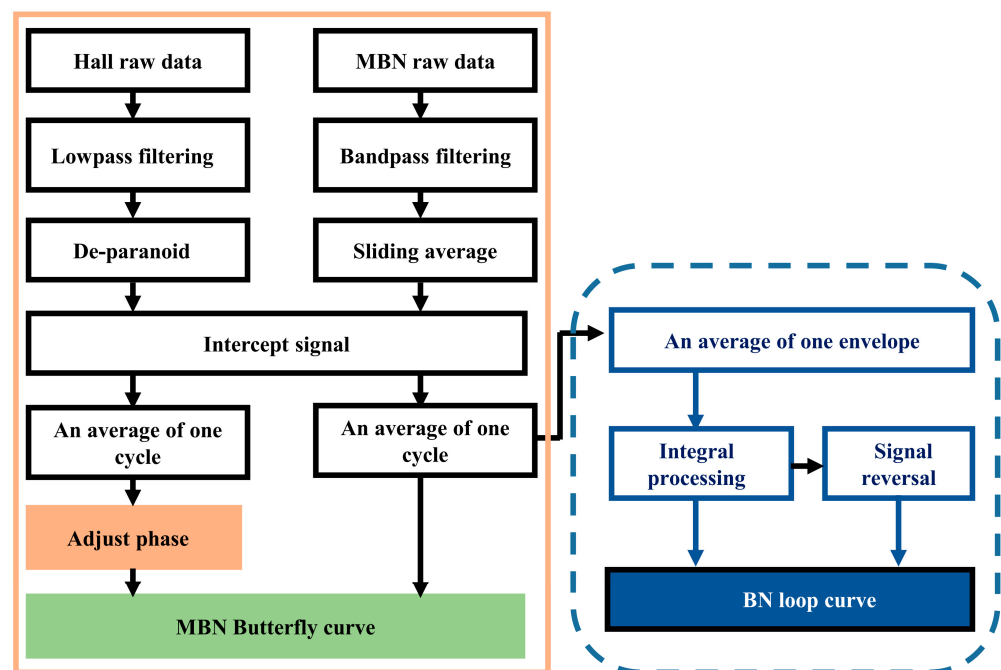 Hall raw data
MBN raw data
Lowpass filtering
Bandpass filtering
De-paranoid
Sliding average
Intercept signal
An average of one envelope
An average of one
cycle
An average of one
cycle
Integral
processing
Signal
reversal
Adjust phase
BN loop curve
MBN Butterfly curve